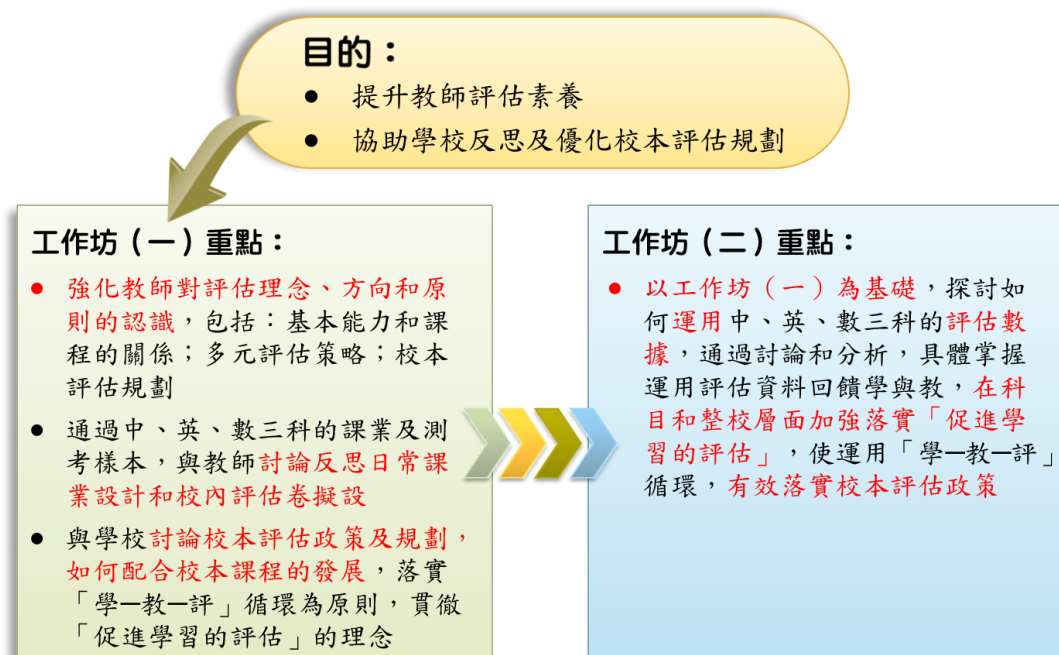 目的：
● 提升教師評估素養
● 協助學校反思及優化校本評估規劃
工作坊（一）重點：
● 強化教師對評估理念、方向和原
則的認識，包括：基本能力和課
程的關係；多元評估策略；校本
評估規劃
● 通過中、英、數三科的課業及測
考樣本，與教師討論反思日常課
業設計和校內評估卷擬設
● 與學校討論校本評估政策及規劃，
如何配合校本課程的發展，落實
「學─教─評」循環為原則，貫徹
「促進學習的評估」的理念
工作坊（二）重點：
● 以工作坊（一）為基礎，探討如
何運用中、英、數三科的評估數
據，通過討論和分析，具體掌握
運用評估資料回饋學與教，在科
目和整校層面加強落實「促進學
習的評估」，使運用「學─教─評」
循環，有效落實校本評估政策